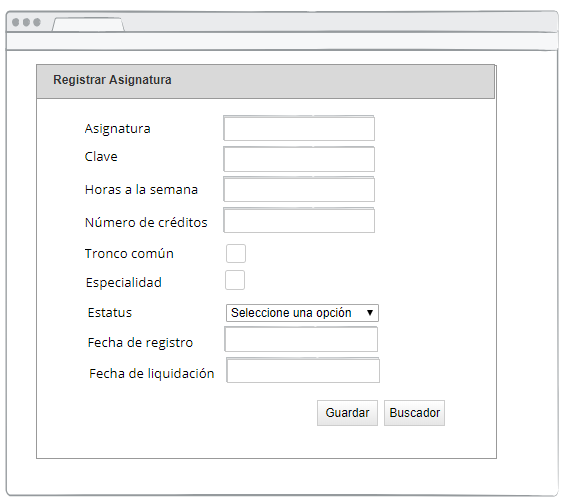 Registrar Asignatura
Asignatura
Clave
Horas a la semana
Número de créditos
Tronco común
Especialidad
Estatus Seleccione una opción
Fecha de registro
Fecha de liquidación
Guardar Buscador